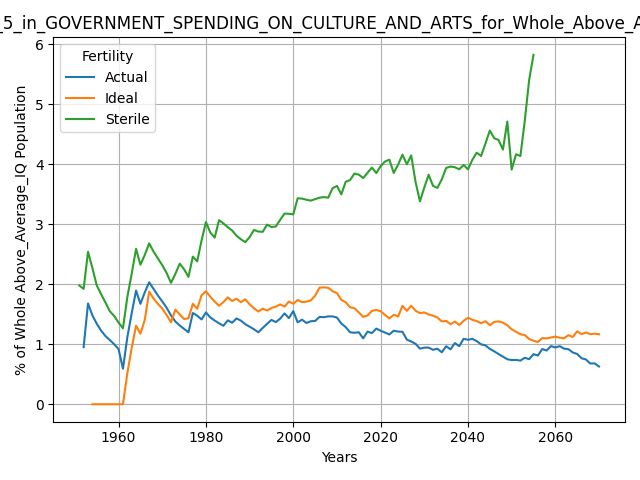 _5_in_GOVERNMENT_SPENDING_ON_CULTURE_AND_ARTS_for_Whole_Above_A
Fertility
Actual
Ideal
Sterile
% of Whole Above_Average_IQ Population
6
5
4
3
2
1
0
1960 1980 2000 2020 2040 2060
Years